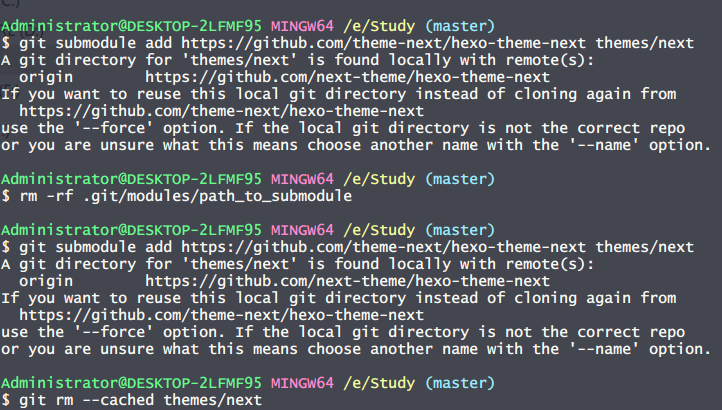 Administrator@DESKTOP-2LFMF95 MINGW64 /e/Study (master)
$ git submodule add https://github.com/theme-next/hexo-theme-next themes/next
A git directory for 'themes/next' is found locally with remote(s):
  origin        https://github.com/next-theme/hexo-theme-next
If you want to reuse this local git directory instead of cloning again from
  https://github.com/theme-next/hexo-theme-next
use the '--force' option. If the local git directory is not the correct repo
or you are unsure what this means choose another name with the '--name' option.

Administrator@DESKTOP-2LFMF95 MINGW64 /e/Study (master)
$ rm -rf .git/modules/path_to_submodule

Administrator@DESKTOP-2LFMF95 MINGW64 /e/Study (master)
$ git submodule add https://github.com/theme-next/hexo-theme-next themes/next
A git directory for 'themes/next' is found locally with remote(s):
  origin        https://github.com/next-theme/hexo-theme-next
If you want to reuse this local git directory instead of cloning again from
  https://github.com/theme-next/hexo-theme-next
use the '--force' option. If the local git directory is not the correct repo
or you are unsure what this means choose another name with the '--name' option.

Administrator@DESKTOP-2LFMF95 MINGW64 /e/Study (master)
$ git rm --cached themes/next